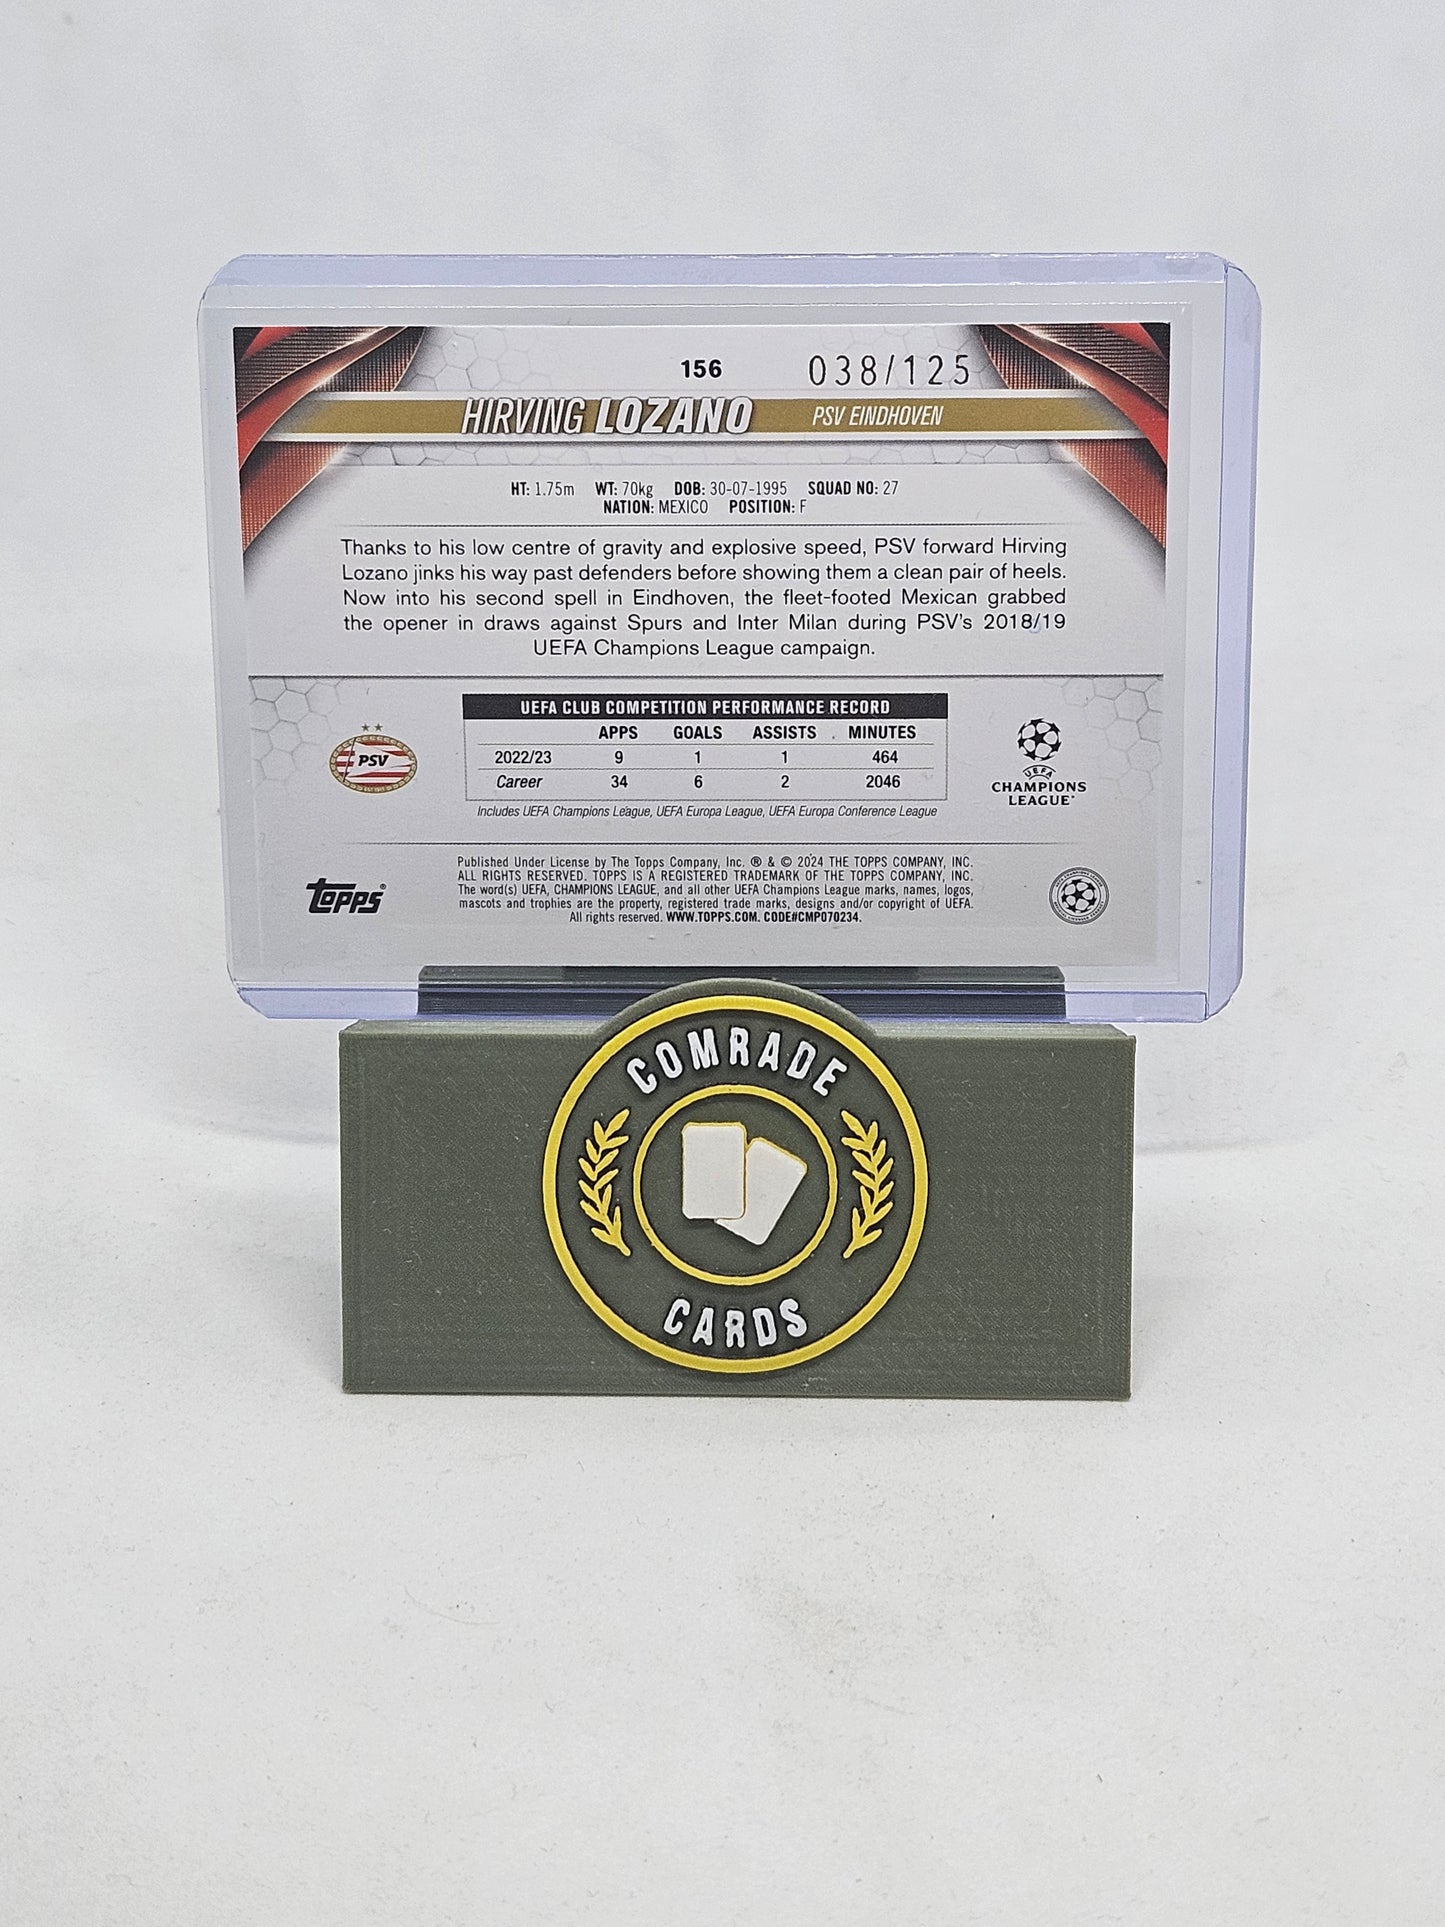 156 038/125
HIRVING LOZANO PSV EINDHOVEN
HT: 1.75m WT: 70kg DOB: 30-07-1995 SQUAD NO: 27
NATION: MEXICO POSITION: F
Thanks to his low centre of gravity and explosive speed, PSV forward Hirving
Lozano jinks his way past defenders before showing them a clean pair of heels.
Now into his second spell in Eindhoven, the fleet-footed Mexican grabbed
the opener in draws against Spurs and Inter Milan during PSV's 2018/19
UEFA Champions League campaign.
UEFA CLUB COMPETITION PERFORMANCE RECORD
APPS GOALS ASSISTS MINUTES
2022/23 9 1 1 464
Career 34 6 2 2046
Includes UEFA Champions League, UEFA Europa League, UEFA Europa Conference League
PSV
UEFA
CHAMPIONS
LEAGUE
Topps
Published Under License by The Topps Company, Inc. ® & © 2024 THE TOPPS COMPANY, INC.
ALL RIGHTS RESERVED. TOPPS IS A REGISTERED TRADEMARK OF THE TOPPS COMPANY, INC.
The word(s) UEFA, CHAMPIONS LEAGUE, and all other UEFA Champions League marks, names, logos,
mascots and trophies are the property, registered trade marks, designs and/or copyright of UEFA.
All rights reserved. WWW.TOPPS.COM. CODE#CMP070234.
COMRADE
CARDS